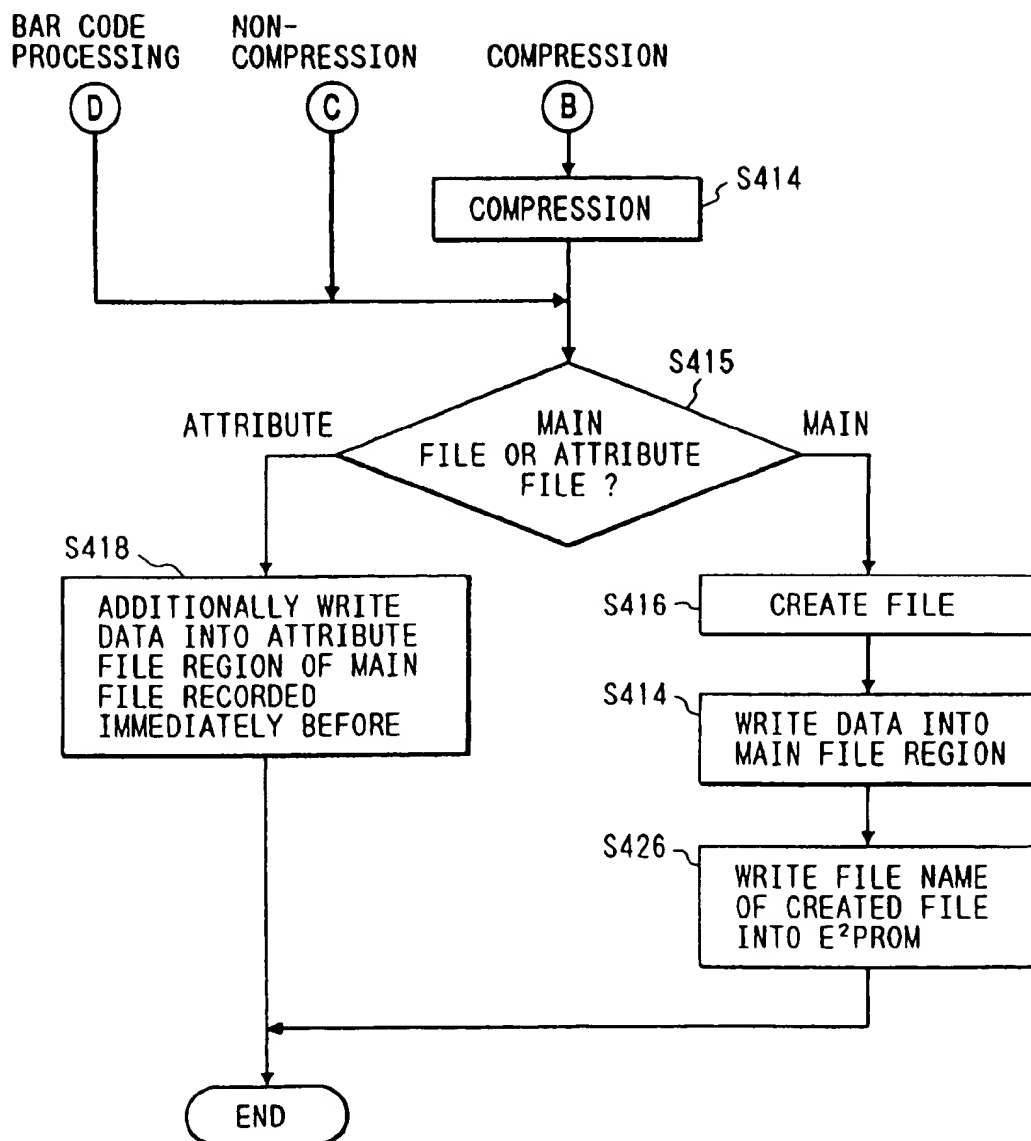 BAR CODE
PROCESSING
NON-
COMPRESSION
COMPRESSION
D
C
B
S414
COMPRESSION
S415
ATTRIBUTE
MAIN
FILE OR ATTRIBUTE
FILE ?
MAIN
S418
ADDITIONALLY WRITE
DATA INTO ATTRIBUTE
FILE REGION OF MAIN
FILE RECORDED
IMMEDIATELY BEFORE
S416
CREATE FILE
S414
WRITE DATA INTO
MAIN FILE REGION
S426
WRITE FILE NAME
OF CREATED FILE
INTO E²PROM
END